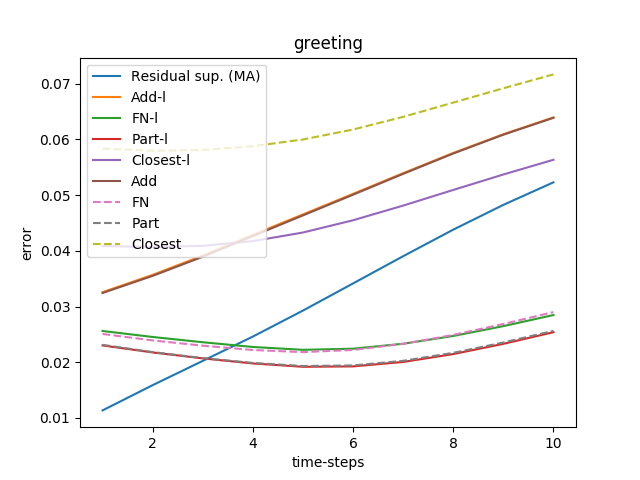 greeting
0.07
0.06
0.05
0.04
0.03
0.02
0.01
error
Residual sup. (MA)
Add-l
FN-l
Part-l
Closest-l
Add
FN
Part
Closest
2
4
6
8
10
time-steps